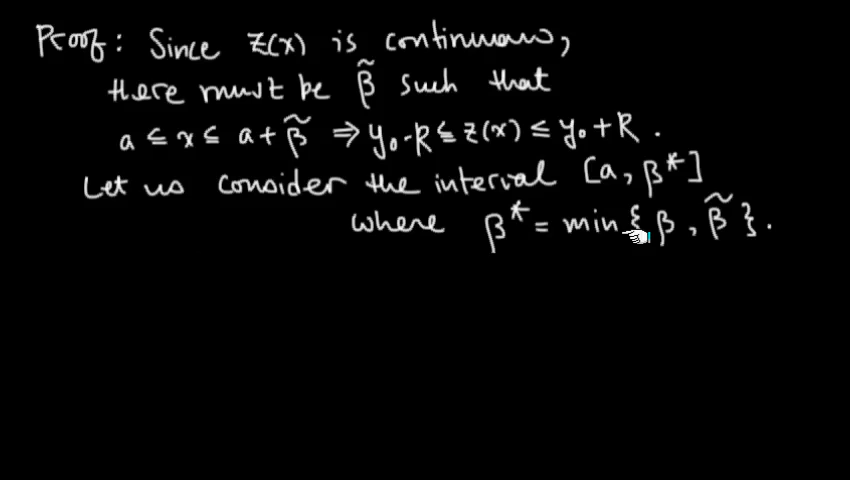 Proof: Since z(x) is continuous,
there must be β̃ such that
a ≤ x ≤ a + β̃ ⇒ y₀-R ≤ z(x) ≤ y₀+R.
Let us consider the interval [a, β*]
where β* = min{β, β̃}.